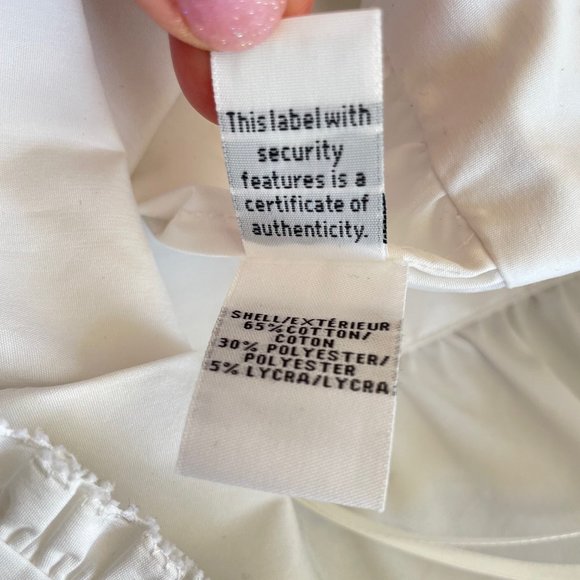 This label with
security
features is a
certificate of
authenticity.
SHELL/EXTÉRIEUR
65% COTTON/
COTON
30% POLYESTER/
POLYESTER
5% LYCRA/LYCRA